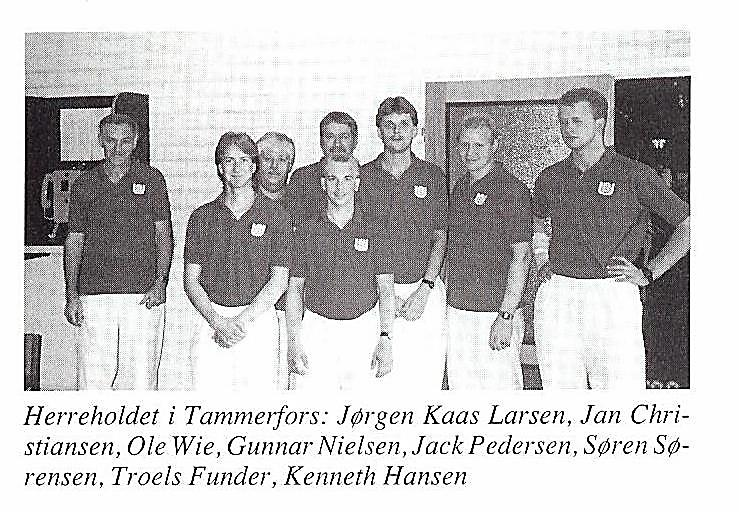 Herreholdet i Tammerfors: Jørgen Kaas Larsen, Jan Chri-
stiansen, Ole Wie, Gunnar Nielsen, Jack Pedersen, Søren Sø-
rensen, Troels Funder, Kenneth Hansen